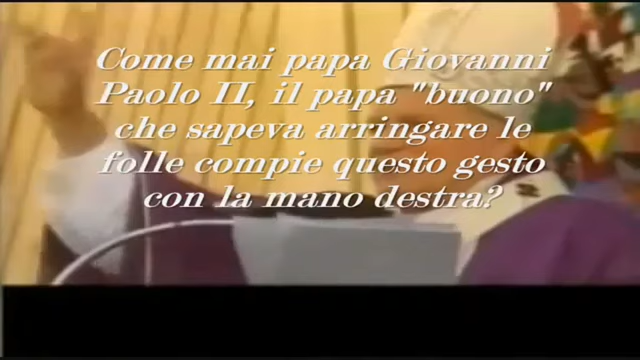 Come mai papa Giovanni
Paolo II, il papa "buono"
che sapeva arringare le
folle compie questo gesto
con la mano destra?